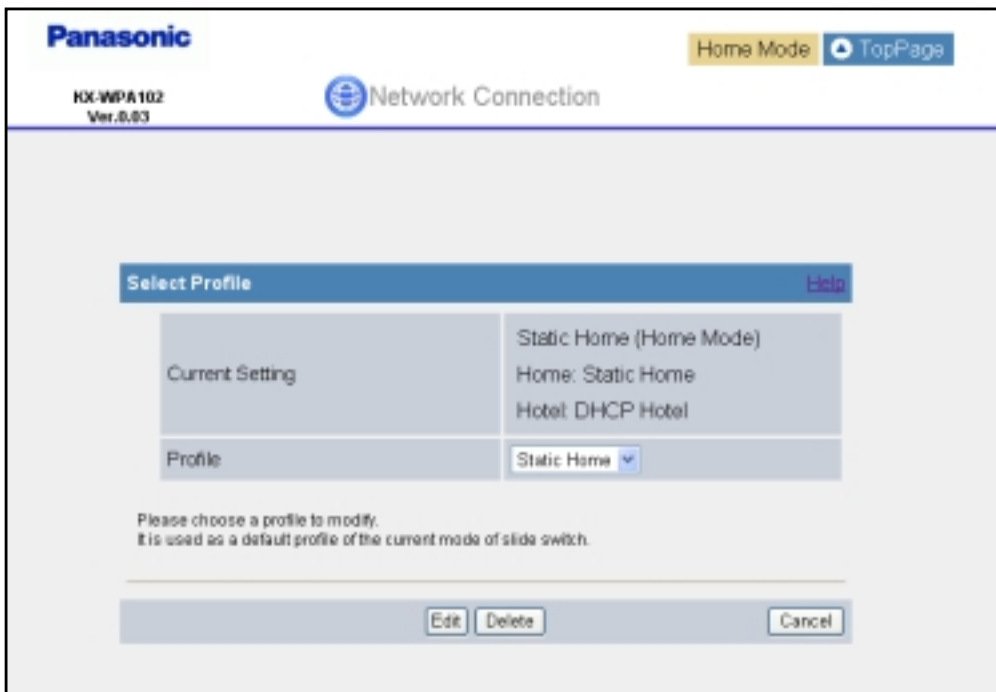 Panasonic
Home Mode
TopPage
KX-WPA102
Ver.0.03
Network Connection
Select Profile
Help
Current Setting
Static Home (Home Mode)
Home: Static Home
Hotel: DHCP Hotel
Profile
Static Home
Please choose a profile to modify.
It is used as a default profile of the current mode of slide switch.
Edit
Delete
Cancel